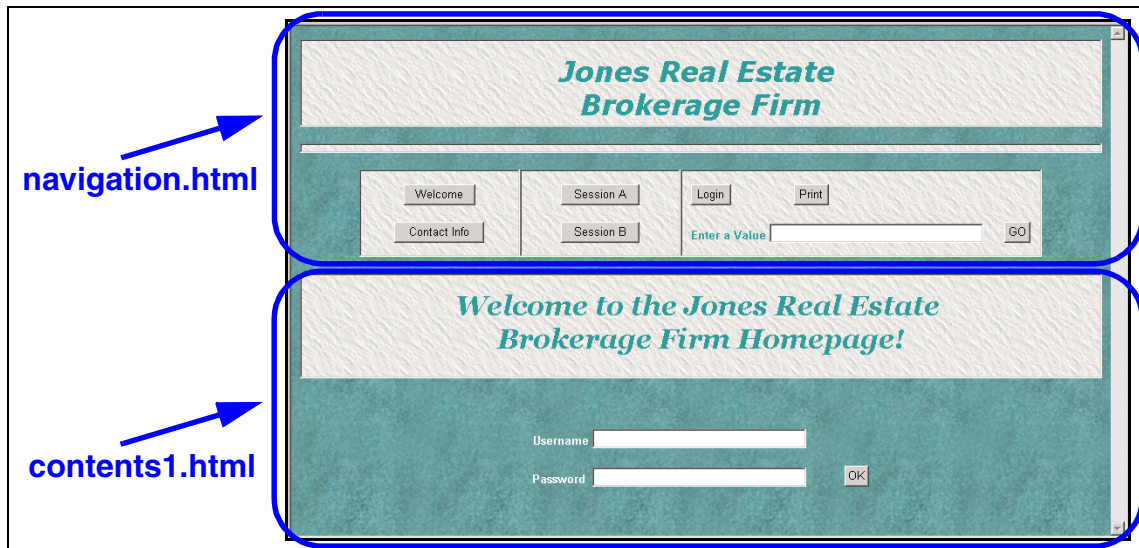 Jones Real Estate
Brokerage Firm
navigation.html
Welcome
Session A
Login
Print
Contact Info
Session B
Enter a Value
GO
Welcome to the Jones Real Estate
Brokerage Firm Homepage!
contents1.html
Username
Password
OK